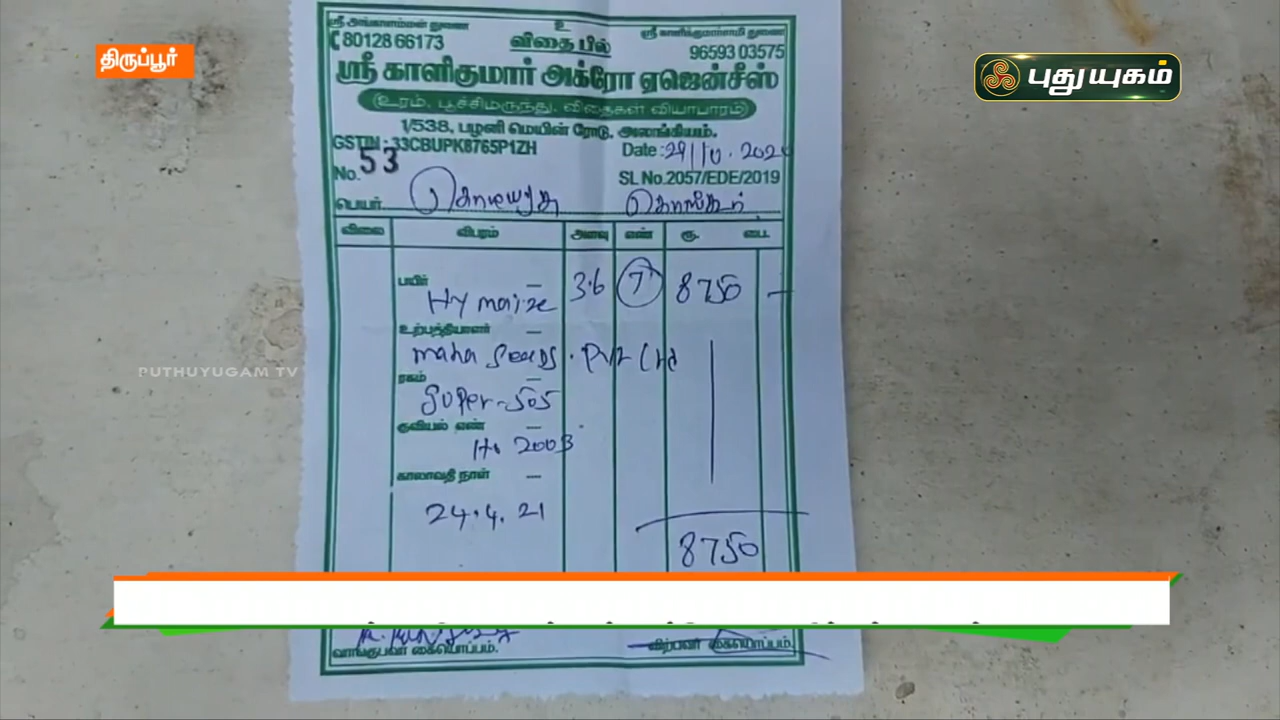 திருப்பூர்
புதுயுகம்
PUTHUYUGAM TV
ஸ்ரீ அங்காளம்மன் துணை உ ஸ்ரீ காளிக்குமாரசாமி துணை
80128 66173 விதை பில் 96593 03575
ஸ்ரீ காளிகுமார் அக்ரோ ஏஜென்சீஸ்
(உரம், பூச்சிமருந்து, விதைகள் வியாபாரம்)
1/538, பழனி மெயின் ரோடு, அலங்கியம்.
GSTIN : 33CBUPK8765P1ZH Date :
No. 53 SL No.2057/EDE/2019
பெயர்
விலை விபரம் அளவு எண் ரூ. பை.
பயிர் —
Hy maize 3.6 7 8750
உற்பத்தியாளர் —
maha seeds . Pvt Ltd
ரகம் —
Super-505
குவியல் எண் —
2003
காலாவதி நாள் —
24.4.21
8750
வாங்குபவர் கையொப்பம். விற்பவர் கையொப்பம்.